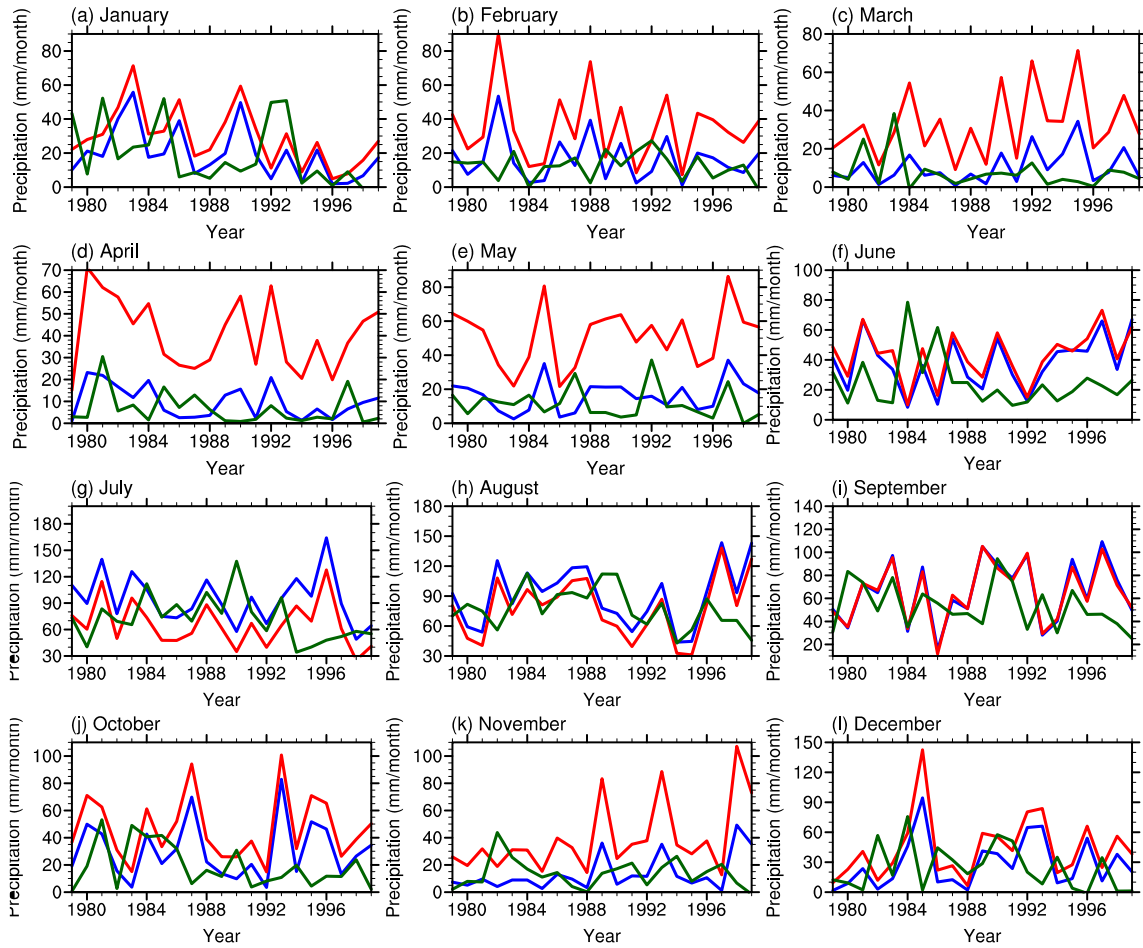 (a) January
(b) February
(c) March
Precipitation (mm/month)
80
60
40
20
0
1980 1984 1988 1992 1996
Year
Precipitation (mm/month)
80
60
40
20
0
1980 1984 1988 1992 1996
Year
Precipitation (mm/month)
80
60
40
20
0
1980 1984 1988 1992 1996
Year
(d) April
(e) May
(f) June
Precipitation (mm/month)
70
60
50
40
30
20
10
0
1980 1984 1988 1992 1996
Year
Precipitation (mm/month)
80
60
40
20
0
1980 1984 1988 1992 1996
Year
Precipitation (mm/month)
100
80
60
40
20
0
1980 1984 1988 1992 1996
Year
(g) July
(h) August
(i) September
Precipitation (mm/month)
180
150
120
90
60
30
1980 1984 1988 1992 1996
Year
Precipitation (mm/month)
180
150
120
90
60
30
1980 1984 1988 1992 1996
Year
Precipitation (mm/month)
140
120
100
80
60
40
20
1980 1984 1988 1992 1996
Year
(j) October
(k) November
(l) December
Precipitation (mm/month)
100
80
60
40
20
0
1980 1984 1988 1992 1996
Year
Precipitation (mm/month)
100
80
60
40
20
0
1980 1984 1988 1992 1996
Year
Precipitation (mm/month)
150
120
90
60
30
0
1980 1984 1988 1992 1996
Year